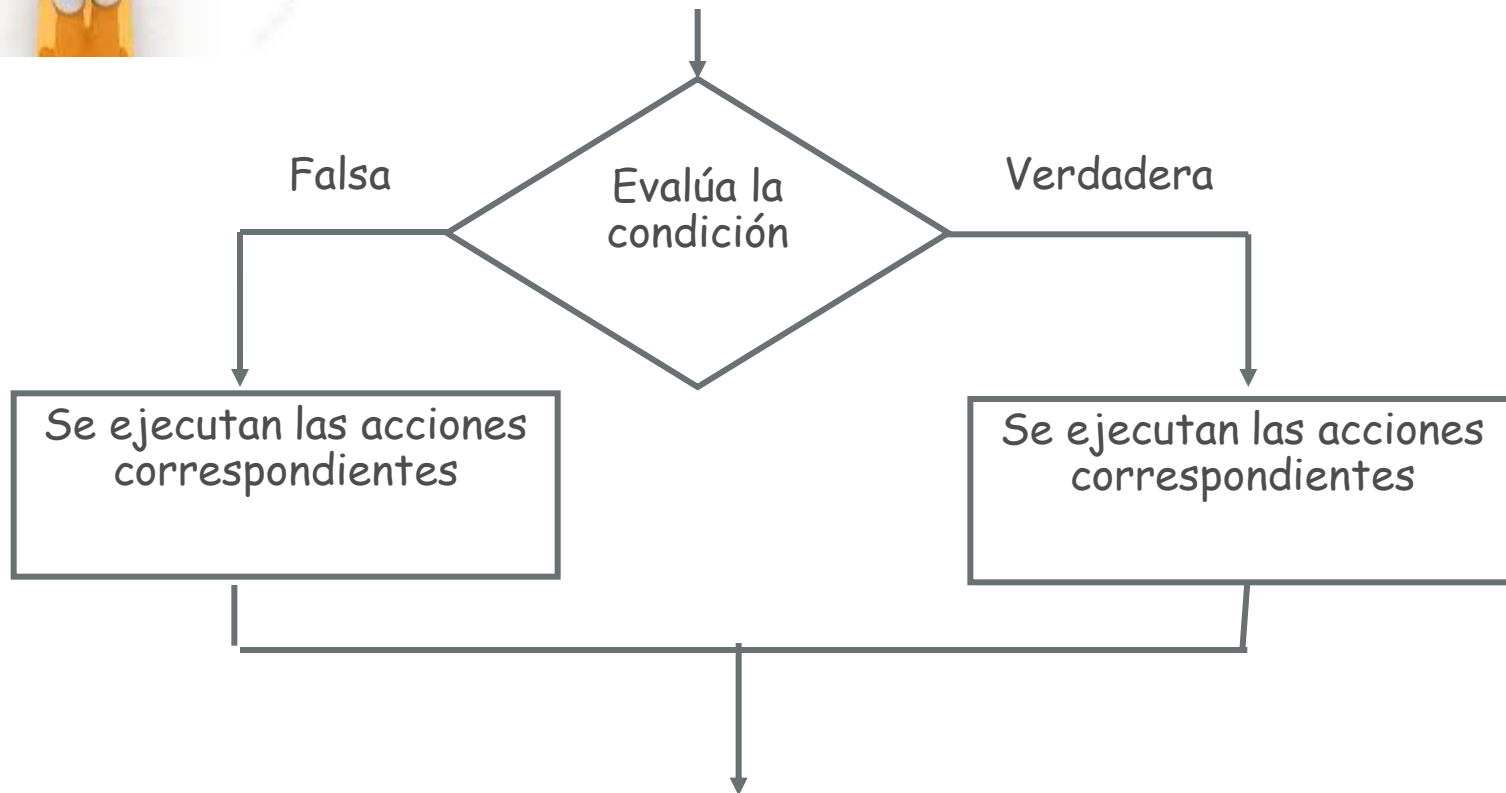 Falsa
Evalúa la
condición
Verdadera
Se ejecutan las acciones
correspondientes
Se ejecutan las acciones
correspondientes